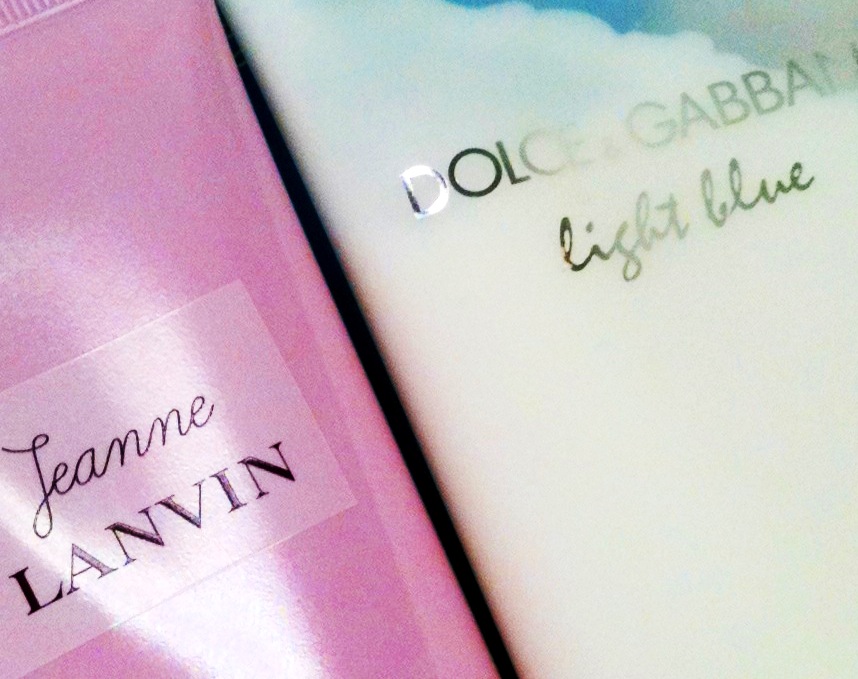 Jeanne
LANVIN
DOLCE & GABBAN
light blue